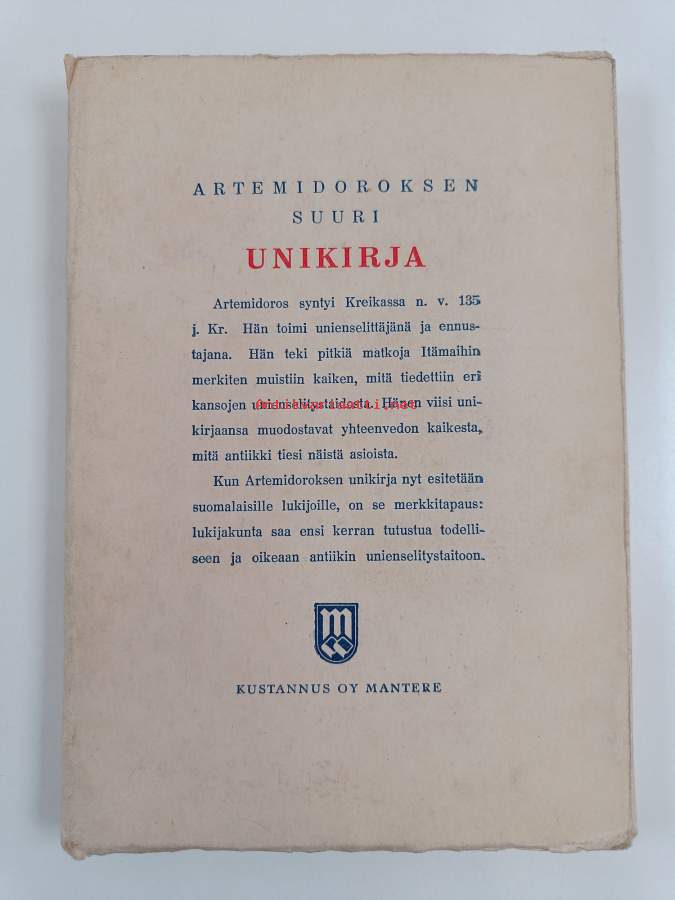 ARTEMIDOROKSEN
SUURI
UNIKIRJA
Artemidoros syntyi Kreikassa n. v. 135
j. Kr. Hän toimi unienselittäjänä ja ennus-
tajana. Hän teki pitkiä matkoja Itämaihin
merkiten muistiin kaiken, mitä tiedettiin eri
kansojen unienselitystaidosta. Hänen viisi uni-
kirjaansa muodostavat yhteenvedon kaikesta,
mitä antiikki tiesi näistä asioista.
Kun Artemidoroksen unikirja nyt esitetään
suomalaisille lukijoille, on se merkkitapaus:
lukijakunta saa ensi kerran tutustua todelli-
seen ja oikeaan antiikin unienselitystaitoon.
KUSTANNUS OY MANTERE